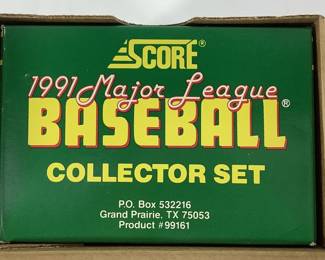 SCORE®
1991 Major League
BASEBALL®
COLLECTOR SET
P.O. Box 532216
Grand Prairie, TX 75053
Product #99161